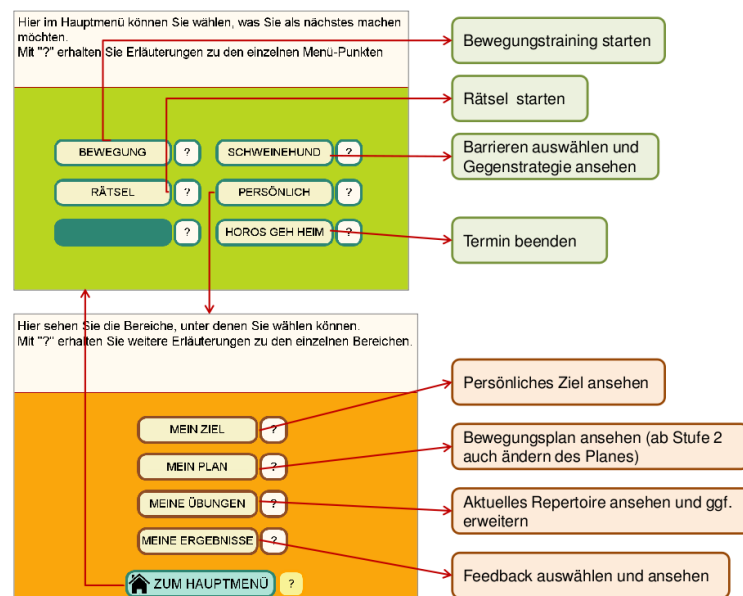 Hier im Hauptmenü können Sie wählen, was Sie als nächstes machen
möchten.
Mit "?" erhalten Sie Erläuterungen zu den einzelnen Menü-Punkten
BEWEGUNG ?
SCHWEINEHUND ?
RÄTSEL ?
PERSÖNLICH ?
?
HOROS GEH HEIM ?
Bewegungstraining starten
Rätsel starten
Barrieren auswählen und
Gegenstrategie ansehen
Termin beenden
Hier sehen Sie die Bereiche, unter denen Sie wählen können.
Mit "?" erhalten Sie weitere Erläuterungen zu den einzelnen Bereichen.
MEIN ZIEL ?
MEIN PLAN ?
MEINE ÜBUNGEN ?
MEINE ERGEBNISSE ?
ZUM HAUPTMENÜ ?
Persönliches Ziel ansehen
Bewegungsplan ansehen (ab Stufe 2
auch ändern des Planes)
Aktuelles Repertoire ansehen und ggf.
erweitern
Feedback auswählen und ansehen